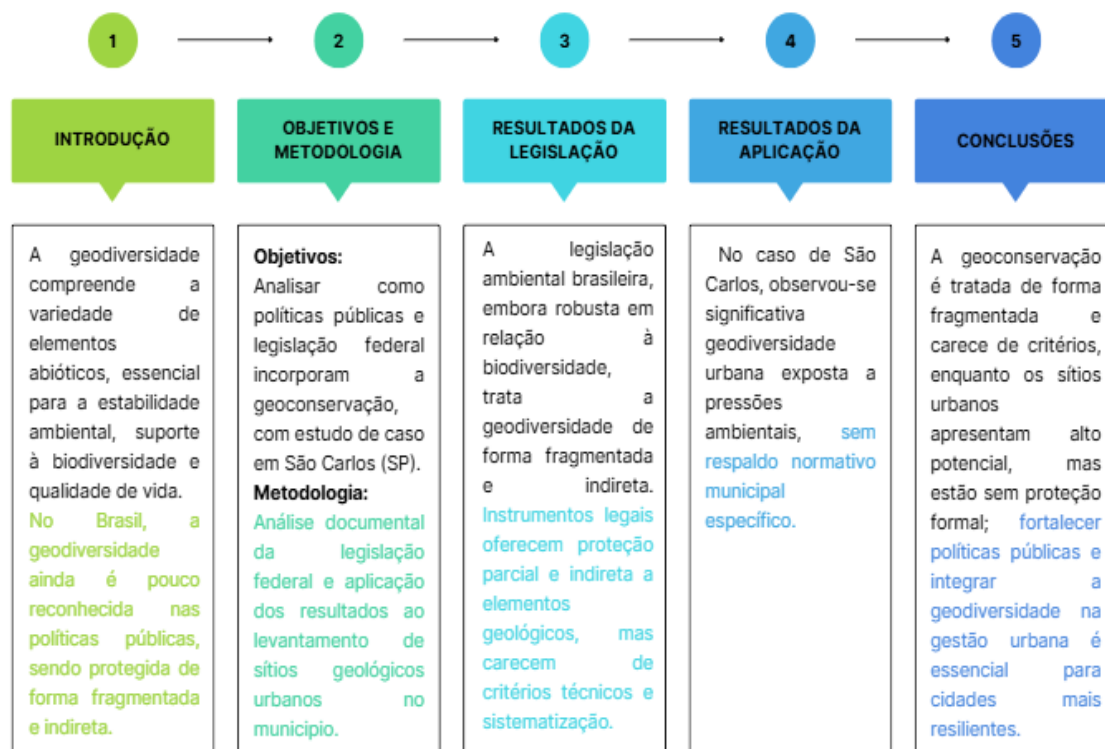 1
2
3
4
5
INTRODUÇÃO
OBJETIVOS E
METODOLOGIA
RESULTADOS DA
LEGISLAÇÃO
RESULTADOS DA
APLICAÇÃO
CONCLUSÕES
A geodiversidade
compreende a
variedade de
elementos
abióticos, essencial
para a estabilidade
ambiental, suporte
à biodiversidade e
qualidade de vida.
No Brasil, a
geodiversidade
ainda é pouco
reconhecida nas
políticas públicas,
sendo protegida de
forma fragmentada
e indireta.
Objetivos:
Analisar como
políticas públicas e
legislação federal
incorporam a
geoconservação,
com estudo de caso
em São Carlos (SP).
Metodologia:
Análise documental
da legislação
federal e aplicação
dos resultados ao
levantamento de
sítios geológicos
urbanos no
municipio.
A legislação
ambiental brasileira,
embora robusta em
relação à
biodiversidade,
trata a
geodiversidade de
forma fragmentada
e indireta.
Instrumentos legais
oferecem proteção
parcial e indireta a
elementos
geológicos, mas
carecem de
critérios técnicos e
sistematização.
No caso de São
Carlos, observou-se
significativa
geodiversidade
urbana exposta a
pressões
ambientais, sem
respaldo normativo
municipal
específico.
A geoconservação
é tratada de forma
fragmentada e
carece de critérios,
enquanto os sítios
urbanos
apresentam alto
potencial, mas
estão sem proteção
formal; fortalecer
políticas públicas e
integrar a
geodiversidade na
gestão urbana é
essencial para
cidades mais
resilientes.